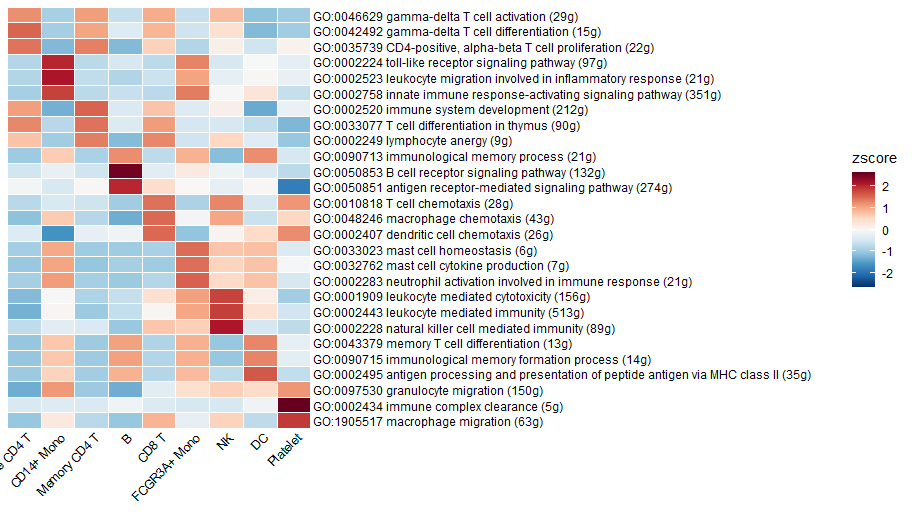 GO:0046629 gamma-delta T cell activation (29g)
GO:0042492 gamma-delta T cell differentiation (15g)
GO:0035739 CD4-positive, alpha-beta T cell proliferation (22g)
GO:0002224 toll-like receptor signaling pathway (97g)
GO:0002523 leukocyte migration involved in inflammatory response (21g)
GO:0002758 innate immune response-activating signaling pathway (351g)
GO:0002520 immune system development (212g)
GO:0033077 T cell differentiation in thymus (90g)
GO:0002249 lymphocyte anergy (9g)
GO:0090713 immunological memory process (21g)
GO:0050853 B cell receptor signaling pathway (132g)
GO:0050851 antigen receptor-mediated signaling pathway (274g)
GO:0010818 T cell chemotaxis (28g)
GO:0048246 macrophage chemotaxis (43g)
GO:0002407 dendritic cell chemotaxis (26g)
GO:0033023 mast cell homeostasis (6g)
GO:0032762 mast cell cytokine production (7g)
GO:0002283 neutrophil activation involved in immune response (21g)
GO:0001909 leukocyte mediated cytotoxicity (156g)
GO:0002443 leukocyte mediated immunity (513g)
GO:0002228 natural killer cell mediated immunity (89g)
GO:0043379 memory T cell differentiation (13g)
GO:0090715 immunological memory formation process (14g)
GO:0002495 antigen processing and presentation of peptide antigen via MHC class II (35g)
GO:0097530 granulocyte migration (150g)
GO:0002434 immune complex clearance (5g)
GO:1905517 macrophage migration (63g)
e CD4 T
CD14+ Mono
Memory CD4 T
B
CD8 T
FCGR3A+ Mono
NK
DC
Platelet
zscore
2
1
0
-1
-2